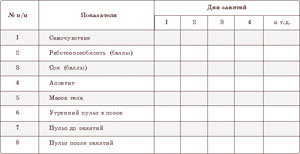 № п/п Показатели Дни занятий
1 2 3 4 и т.д.
1 Самочувствие
2 Работоспособность (баллы)
3 Сон (баллы)
4 Аппетит
5 Масса тела
6 Утренний пульс в покое
7 Пульс до занятий
8 Пульс после занятий